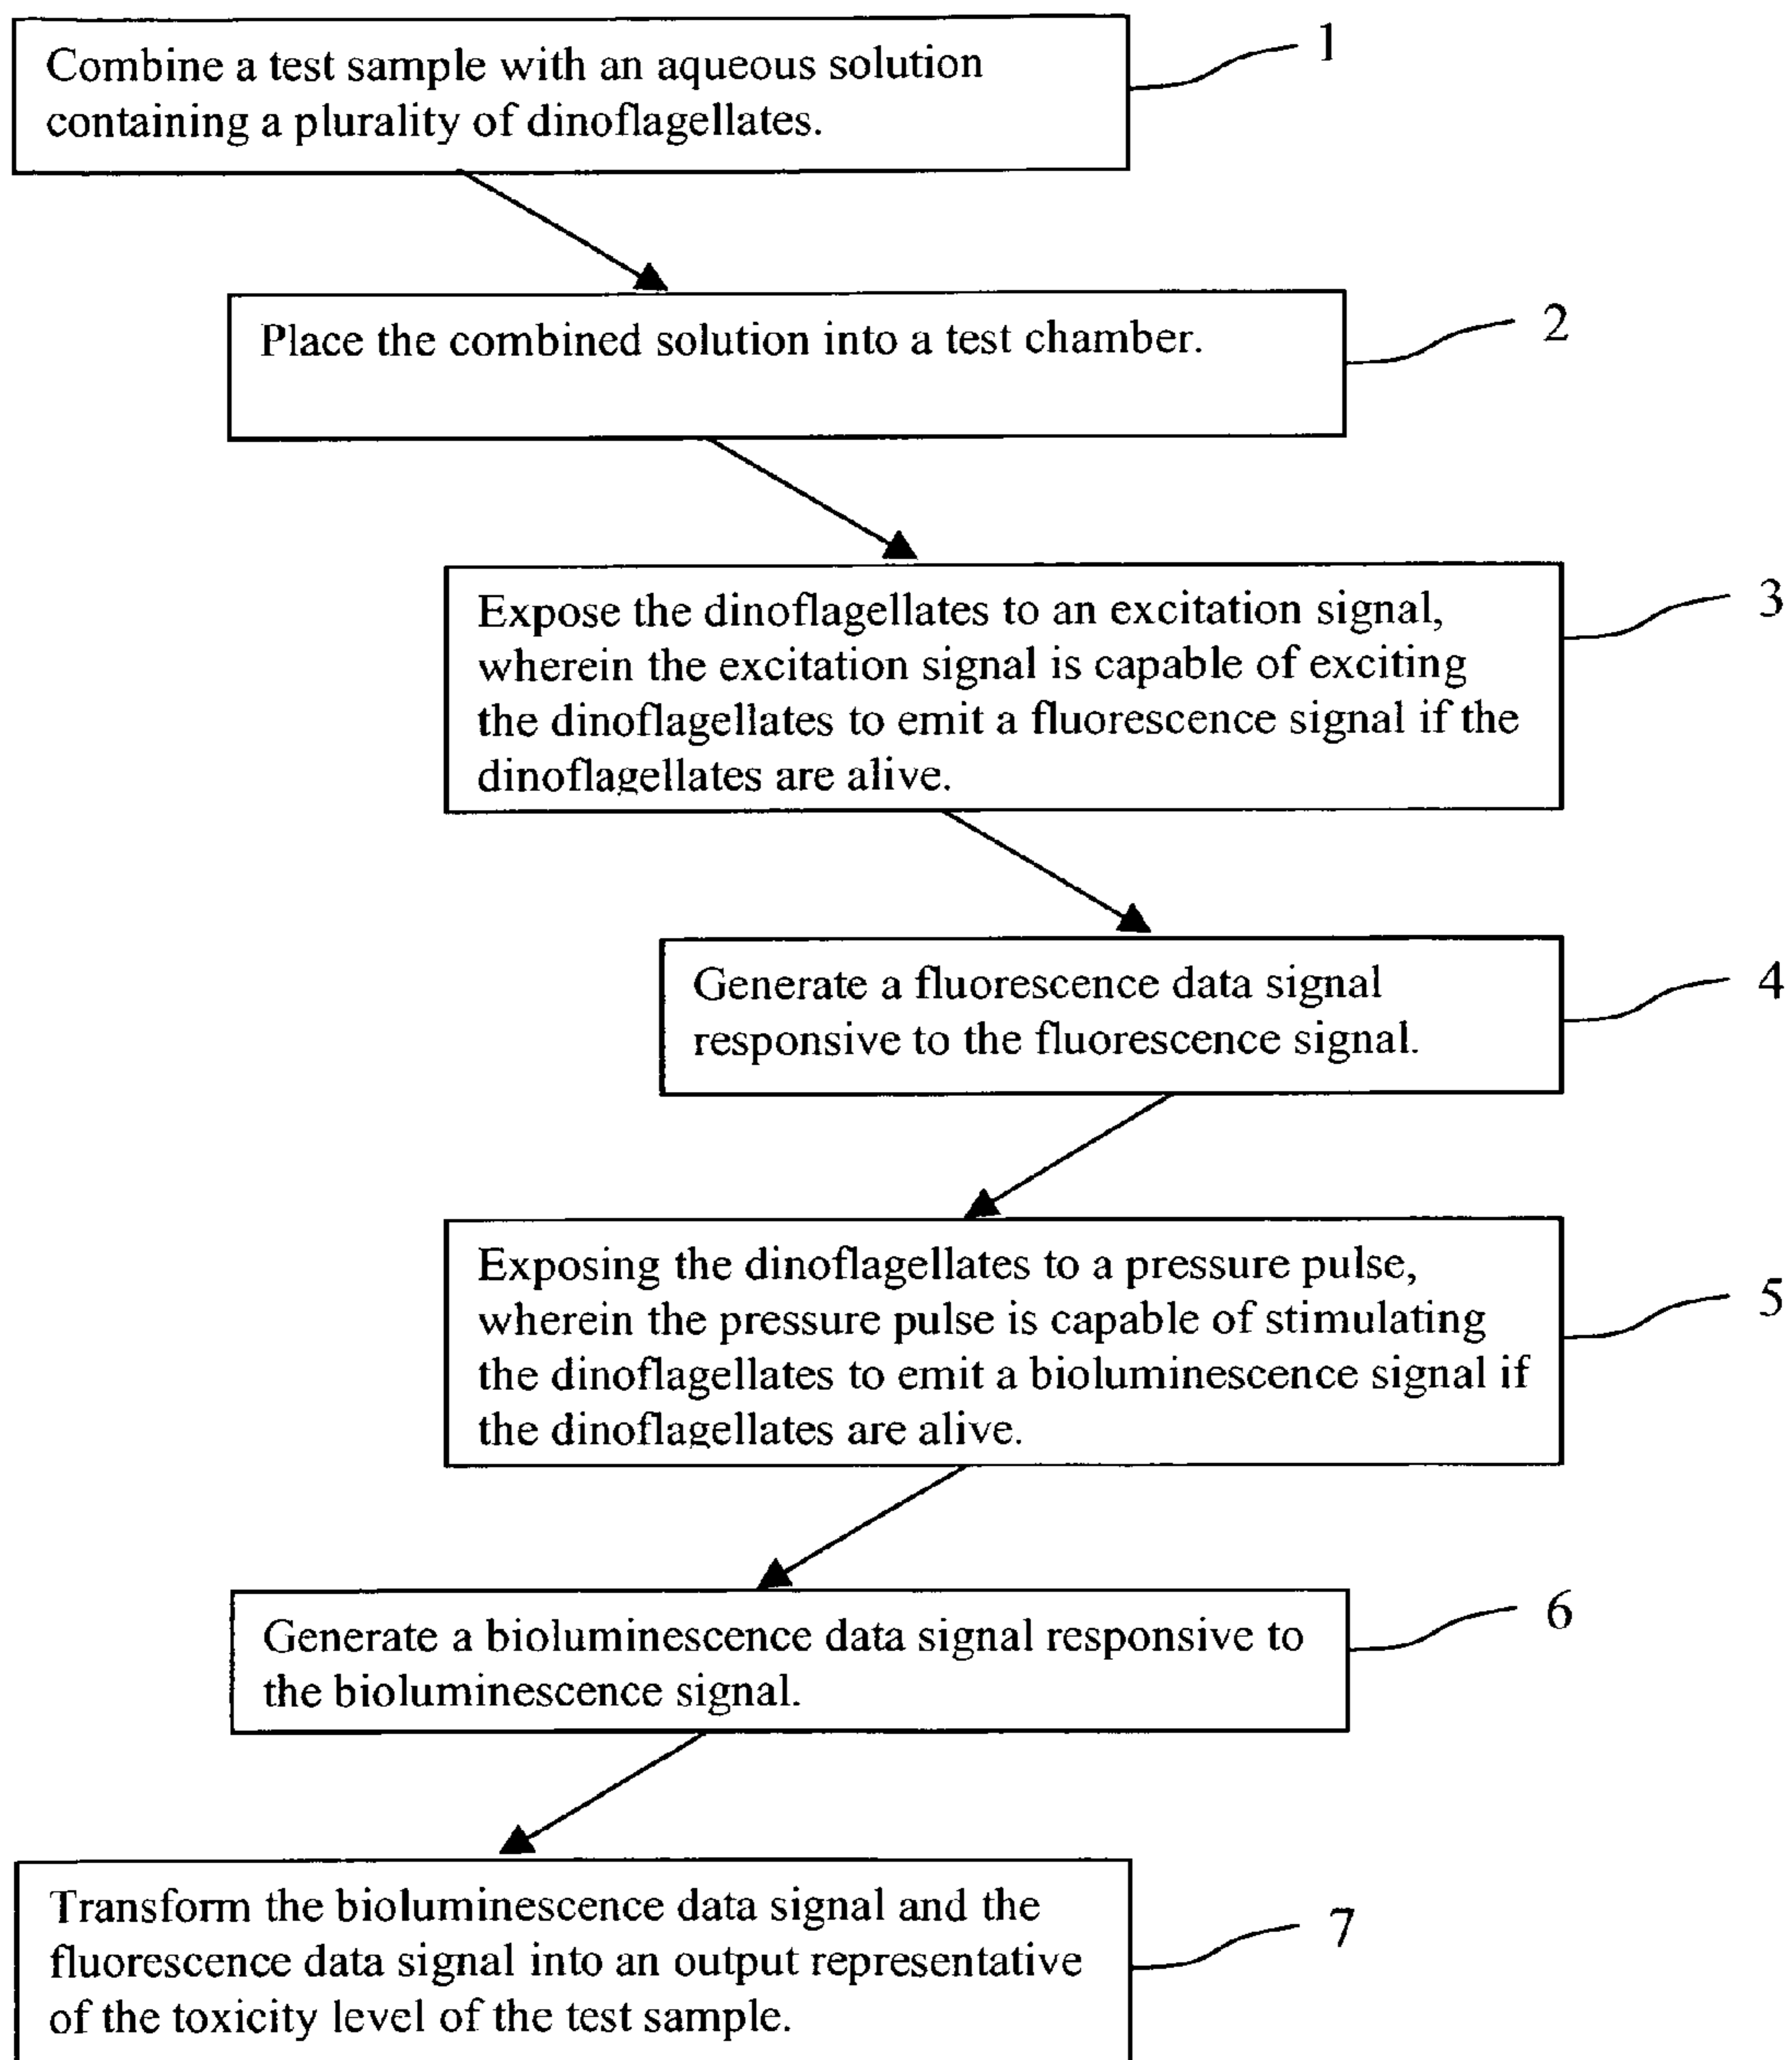 Combine a test sample with an aqueous solution
containing a plurality of dinoflagellates.
1
Place the combined solution into a test chamber.
2
Expose the dinoflagellates to an excitation signal,
wherein the excitation signal is capable of exciting
the dinoflagellates to emit a fluorescence signal if the
dinoflagellates are alive.
3
Generate a fluorescence data signal
responsive to the fluorescence signal.
4
Exposing the dinoflagellates to a pressure pulse,
wherein the pressure pulse is capable of stimulating
the dinoflagellates to emit a bioluminescence signal if
the dinoflagellates are alive.
5
Generate a bioluminescence data signal responsive to
the bioluminescence signal.
6
Transform the bioluminescence data signal and the
fluorescence data signal into an output representative
of the toxicity level of the test sample.
7